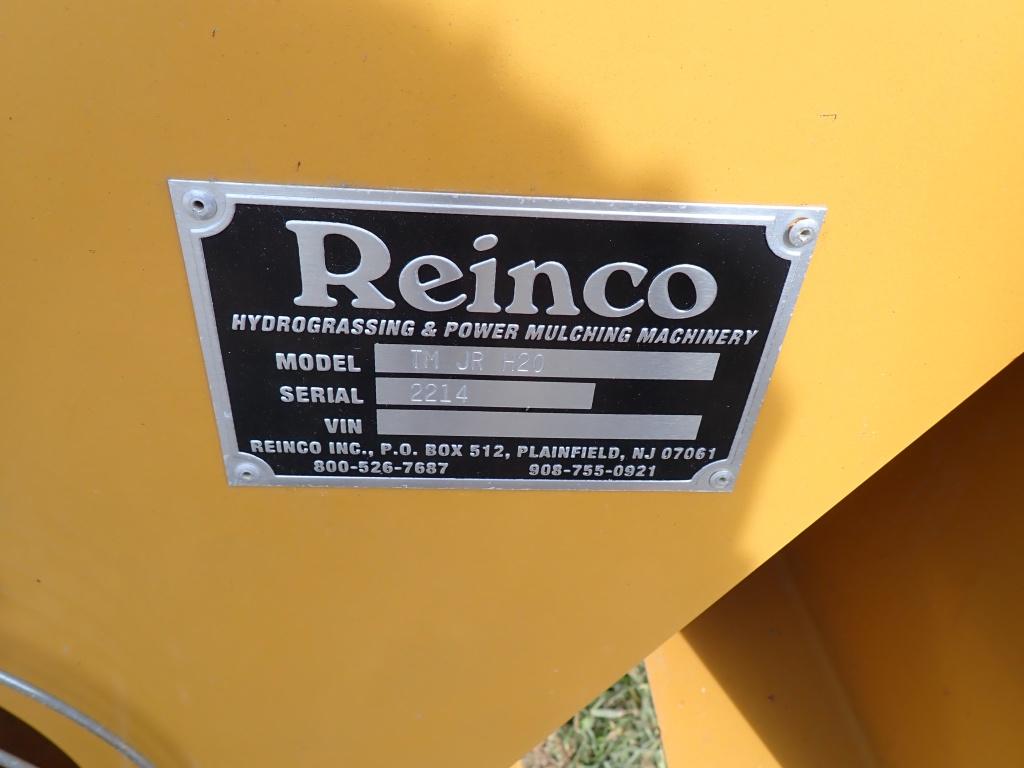 Reinco
HYDROGRASSING & POWER MULCHING MACHINERY
MODEL TM JR H20
SERIAL 2214
VIN
REINCO INC., P.O. BOX 512, PLAINFIELD, NJ 07061
800-526-7687 908-755-0921